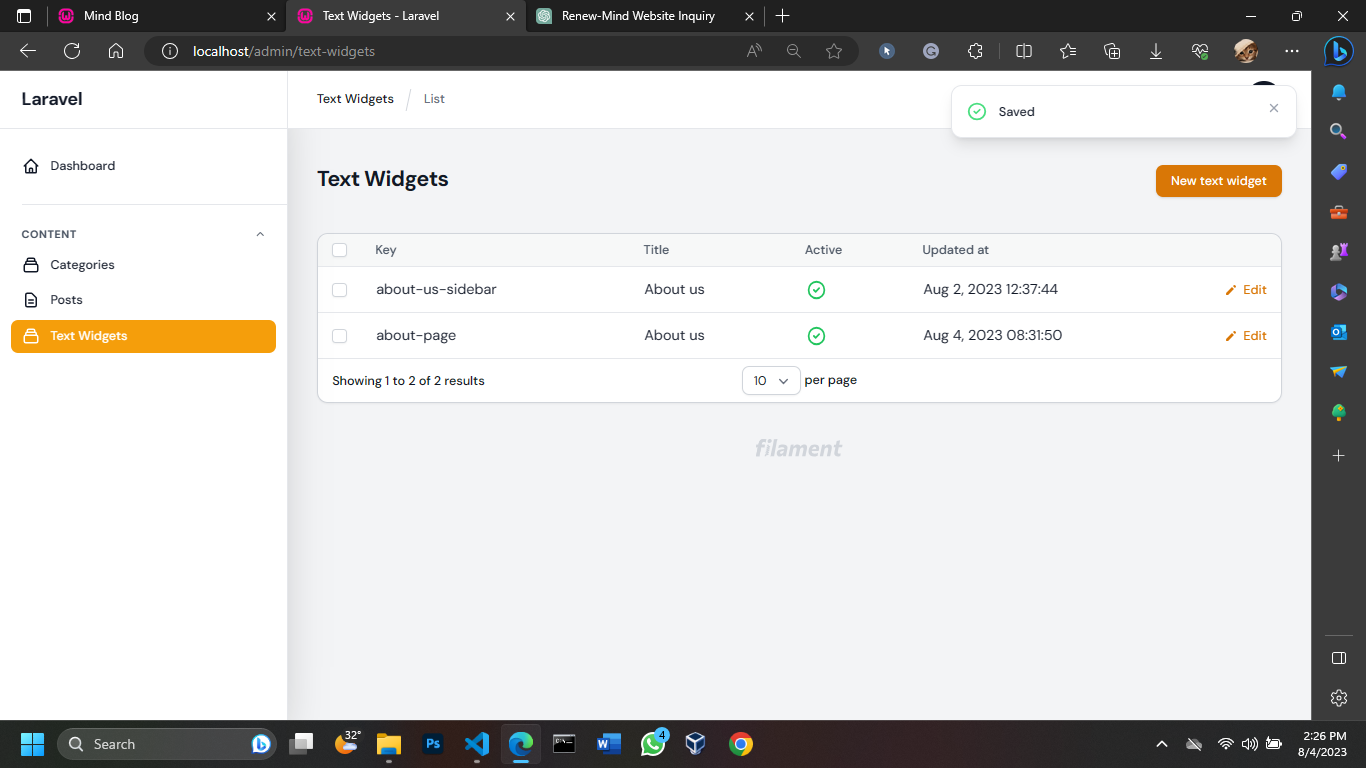 Mind Blog
Text Widgets - Laravel
Renew-Mind Website Inquiry
localhost/admin/text-widgets
Laravel
Text Widgets / List
Saved
Dashboard
Text Widgets
New text widget
CONTENT
Categories
Posts
Text Widgets
Key Title Active Updated at
about-us-sidebar About us Aug 2, 2023 12:37:44 Edit
about-page About us Aug 4, 2023 08:31:50 Edit
Showing 1 to 2 of 2 results 10 per page
filament
Search
32°
Ps
4
2:26 PM
8/4/2023